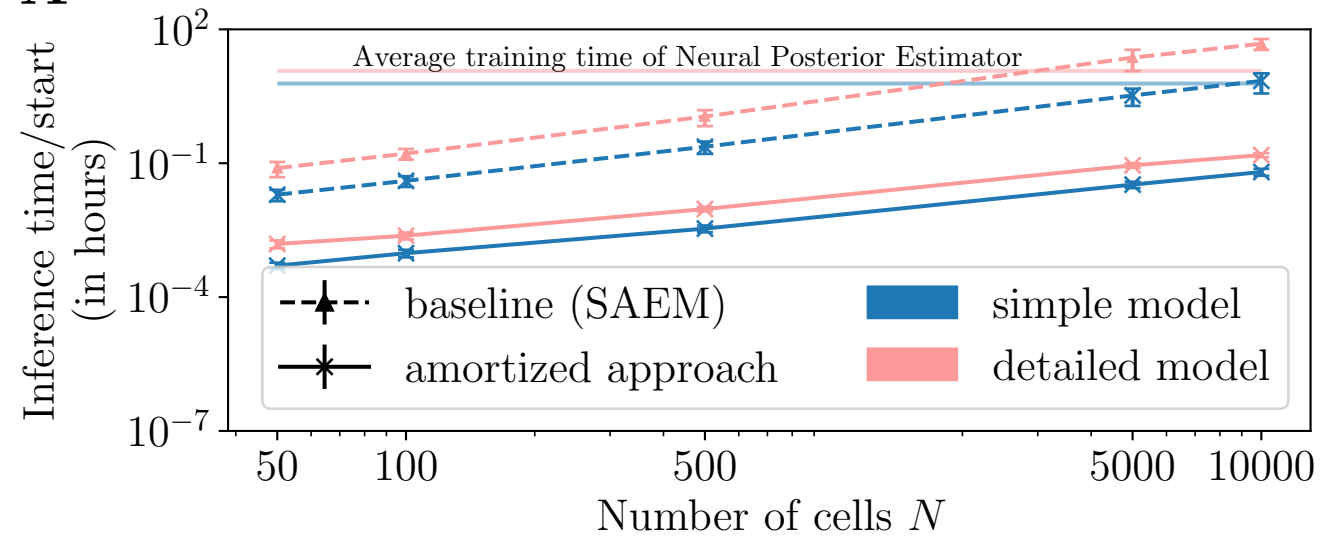 10^2
Inference time/start
(in hours)
Average training time of Neural Posterior Estimator
10^{-1}
10^{-4}
baseline (SAEM)
simple model
amortized approach
detailed model
10^{-7}
50 100 500 5000 10000
Number of cells N